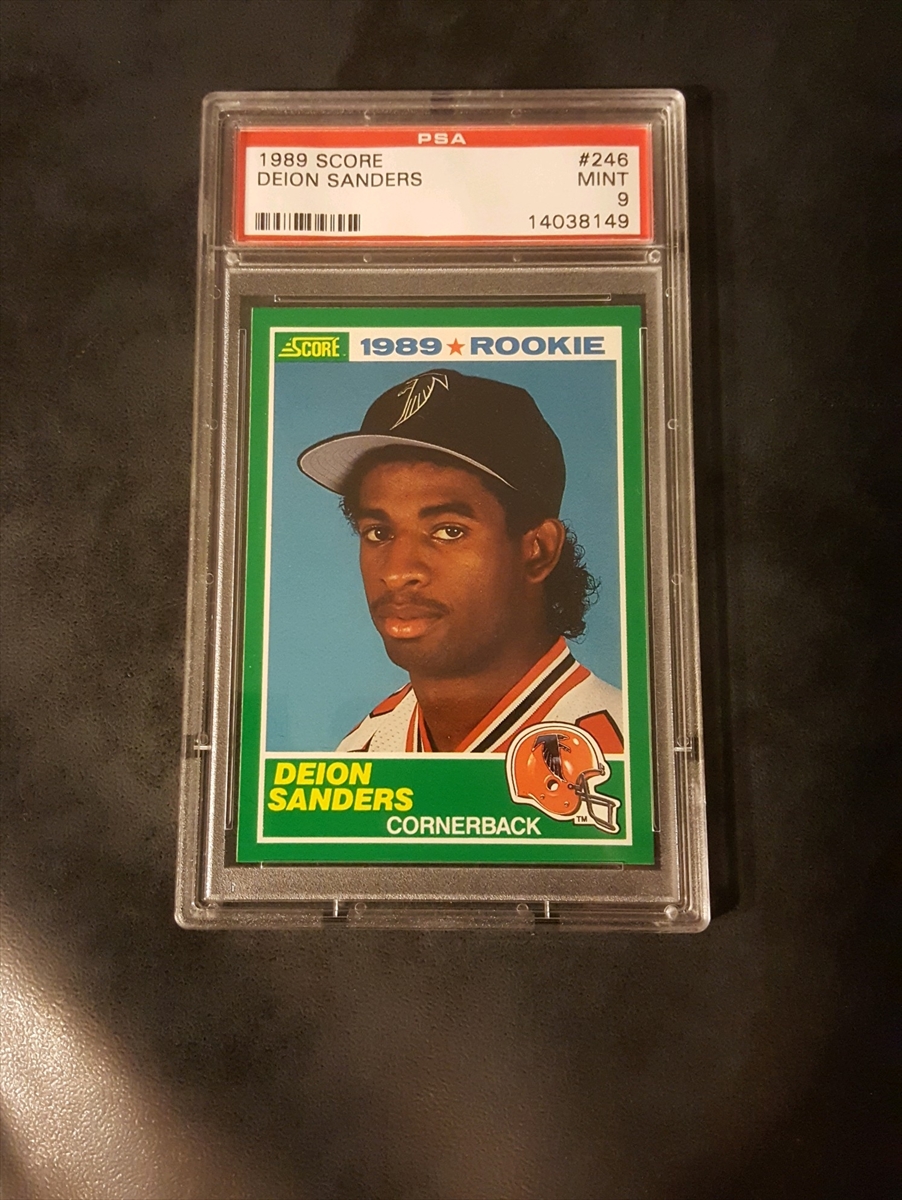 PSA
1989 SCORE #246
DEION SANDERS MINT
9
14038149
SCORE 1989 ★ ROOKIE
DEION
SANDERS
CORNERBACK
TM